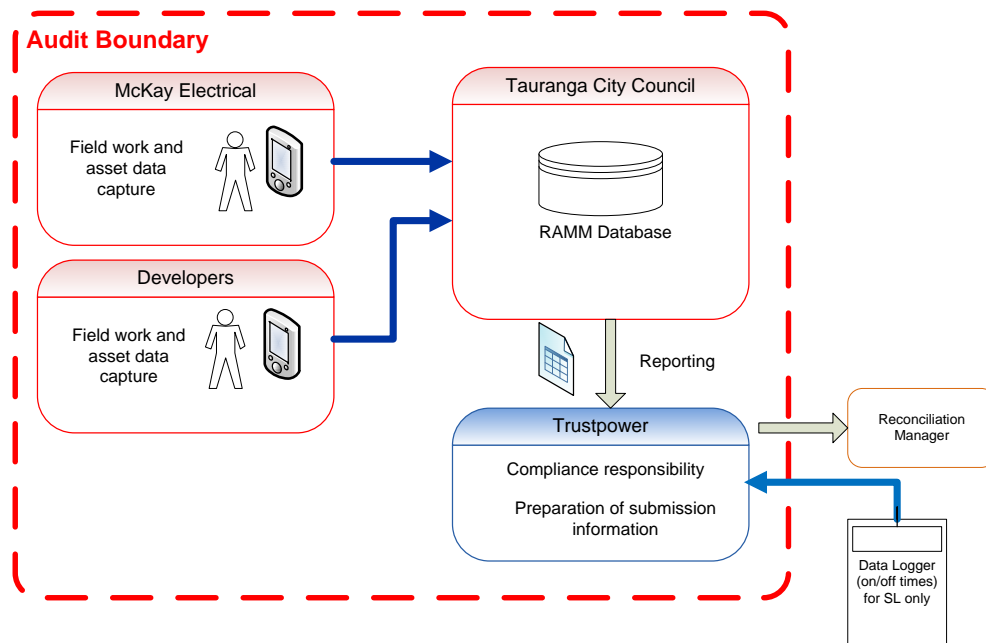 Audit Boundary
McKay Electrical
Field work and
asset data
capture
Tauranga City Council
RAMM Database
Developers
Field work and
asset data
capture
Reporting
Trustpower
Compliance responsibility
Preparation of submission
information
Reconciliation
Manager
Data Logger
(on/off times)
for SL only